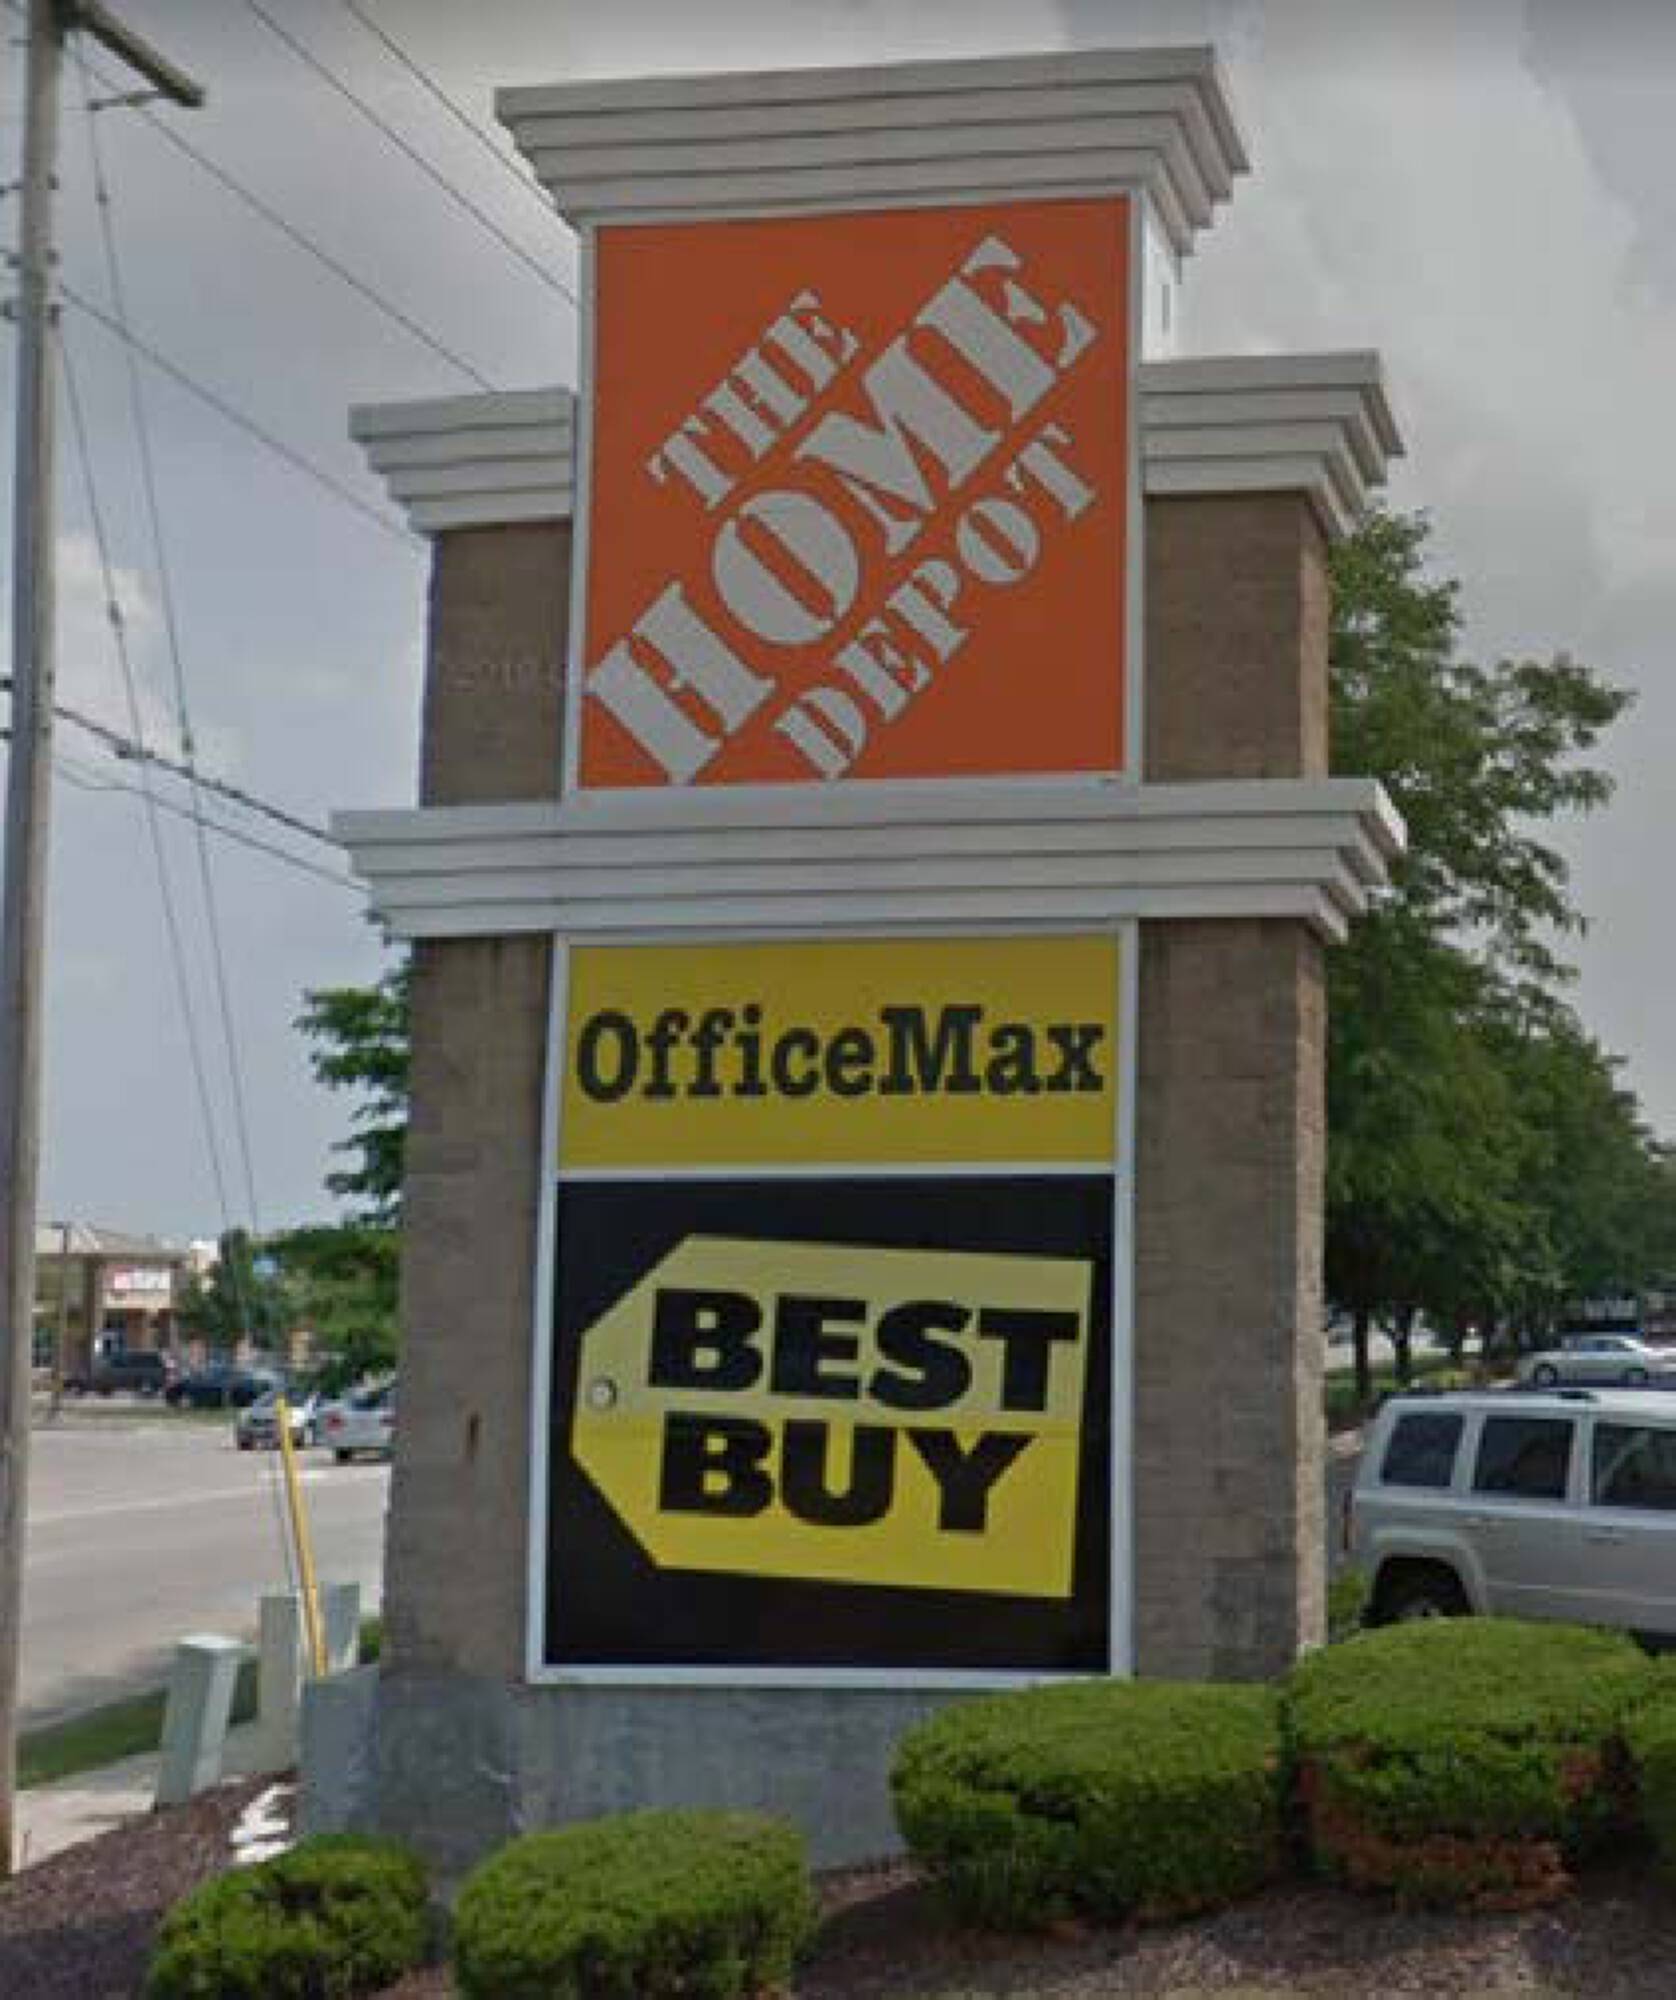 THE
HOME
DEPOT
OfficeMax
BEST
BUY